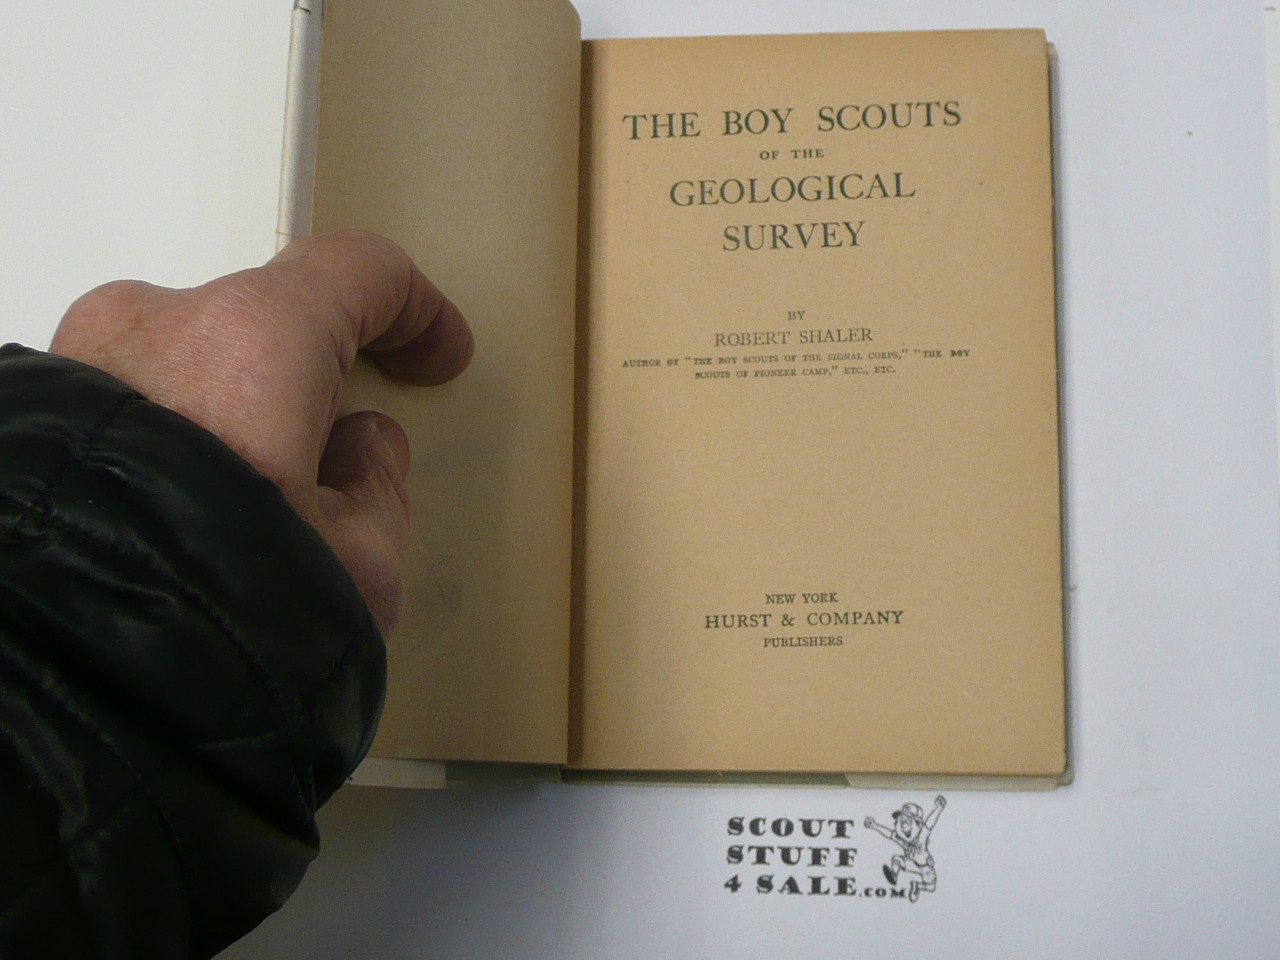 THE BOY SCOUTS
OF THE
GEOLOGICAL
SURVEY
BY
ROBERT SHALER
AUTHOR OF "THE BOY SCOUTS OF THE SIGNAL CORPS," "THE BOY
SCOUTS OF PIONEER CAMP," ETC., ETC.
NEW YORK
HURST & COMPANY
PUBLISHERS
SCOUT
STUFF
4 SALE.COM